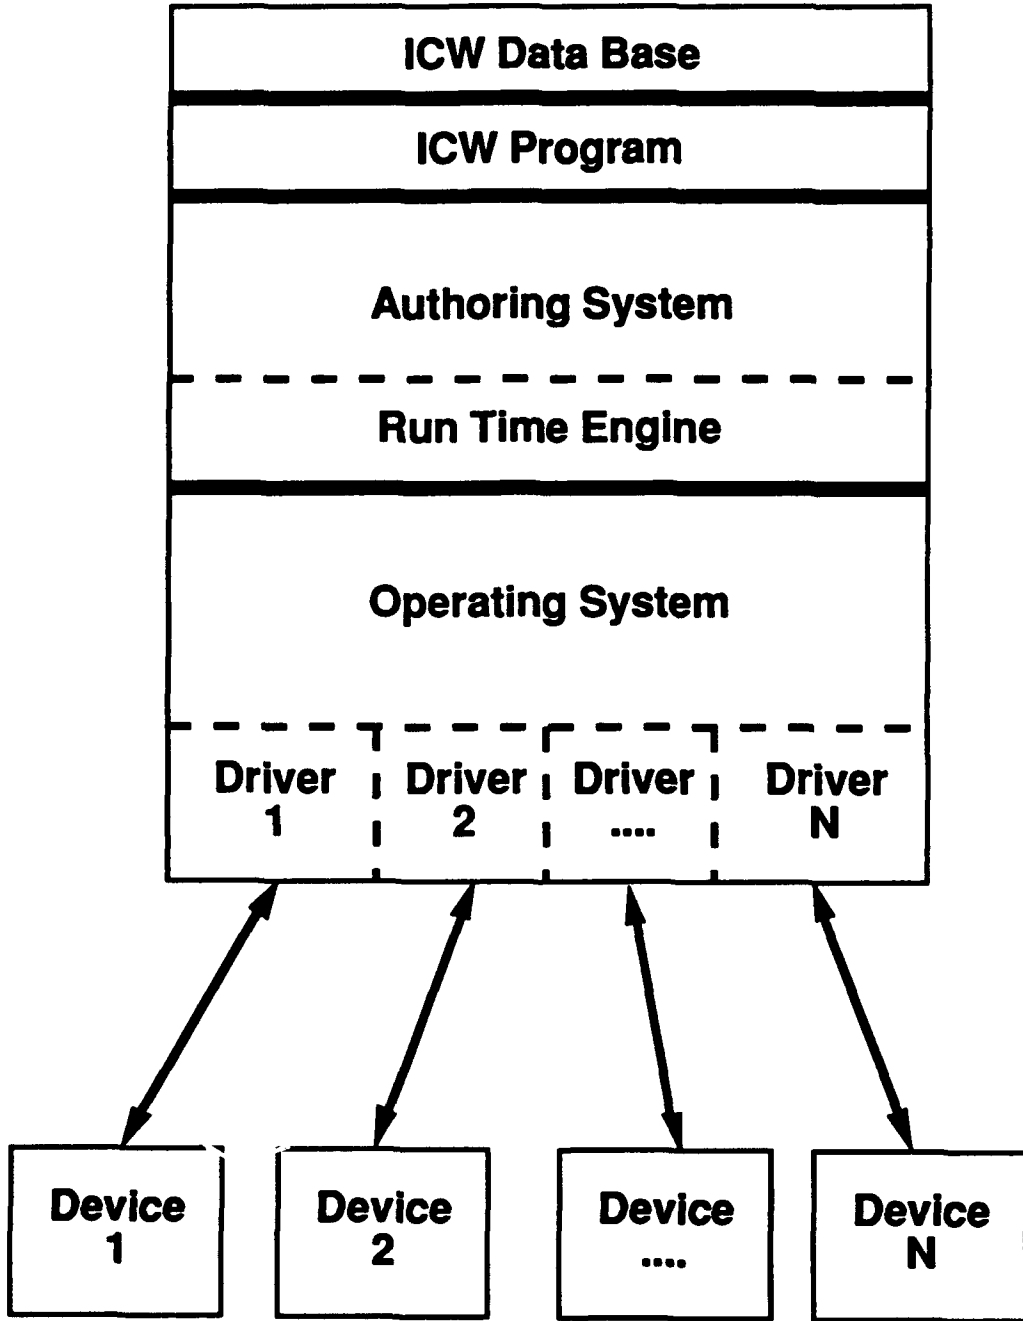 ICW Data Base
ICW Program
Authoring System
Run Time Engine
Operating System
Driver 1
Driver 2
Driver ....
Driver N
Device 1
Device 2
Device ....
Device N